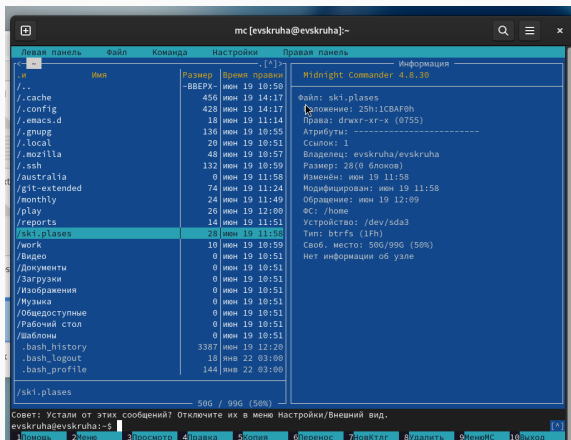 mc [evskruha@evskruha]:~
Левая панель Файл Команда Настройки Правая панель
<- ~ .[^]>
.и Имя Размер Время правки
/.. -ВВЕРХ- июн 19 10:50
/.cache 456 июн 19 14:17
/.config 428 июн 19 14:17
/.emacs.d 18 июн 19 11:14
/.gnupg 136 июн 19 10:55
/.local 20 июн 19 10:51
/.mozilla 48 июн 19 10:57
/.ssh 132 июн 19 10:59
/australia 0 июн 19 11:58
/git-extended 74 июн 19 11:24
/monthly 24 июн 19 11:49
/play 26 июн 19 12:00
/reports 14 июн 19 11:51
/ski.plases 28 июн 19 11:58
/work 10 июн 19 10:59
/Видео 0 июн 19 10:51
/Документы 0 июн 19 10:51
/Загрузки 0 июн 19 10:51
/Изображения 0 июн 19 10:51
/Музыка 0 июн 19 10:51
/Общедоступные 0 июн 19 10:51
/Рабочий стол 0 июн 19 10:51
/Шаблоны 0 июн 19 10:51
.bash_history 3387 июн 19 12:20
.bash_logout 18 янв 22 03:00
.bash_profile 144 янв 22 03:00
/ski.plases
50G / 99G (50%)
Информация
Midnight Commander 4.8.30
Файл: ski.plases
Положение: 25h:1CBAF0h
Права: drwxr-xr-x (0755)
Атрибуты: -------------------------
Ссылок: 1
Владелец: evskruha/evskruha
Размер: 28(0 блоков)
Изменён: июн 19 11:58
Модифицирован: июн 19 11:58
Обращение: июн 19 12:09
ФС: /home
Устройство: /dev/sda3
Тип: btrfs (1Fh)
Своб. место: 50G/99G (50%)
Нет информации об узле
Совет: Устали от этих сообщений? Отключите их в меню Настройки/Внешний вид.
evskruha@evskruha:~$ [^]
1Помощь 2Меню 3Просмотр 4Правка 5Копия 6Перенос 7НовКтлг 8Удалить 9МенюМС 10Выход